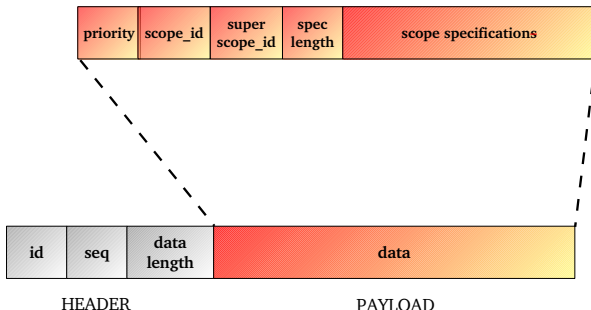 priority scope_id super scope_id spec length scope specifications
id seq data length data
HEADER PAYLOAD